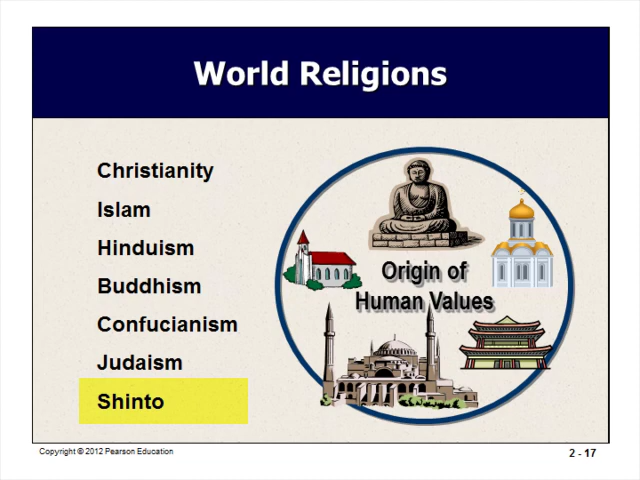 World Religions
Christianity
Islam
Hinduism
Buddhism
Confucianism
Judaism
Shinto
Origin of
Human Values
Copyright © 2012 Pearson Education
2 - 17